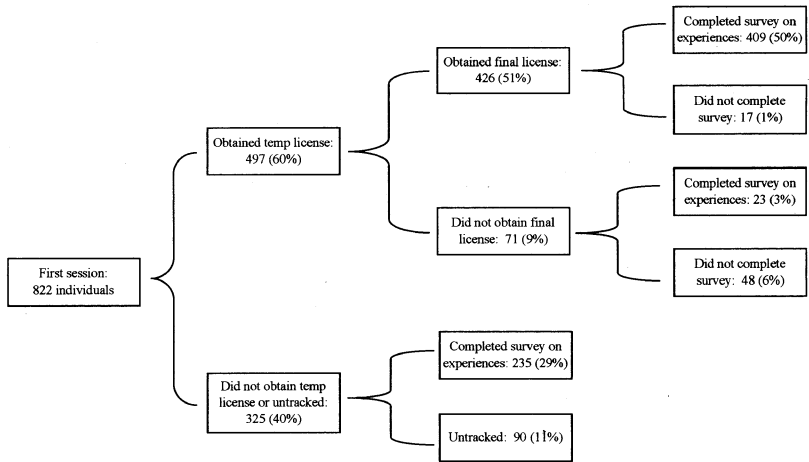 First session:
822 individuals
Obtained temp license:
497 (60%)
Obtained final license:
426 (51%)
Completed survey on
experiences: 409 (50%)
Did not complete
survey: 17 (1%)
Did not obtain final
license: 71 (9%)
Completed survey on
experiences: 23 (3%)
Did not complete
survey: 48 (6%)
Did not obtain temp
license or untracked:
325 (40%)
Completed survey on
experiences: 235 (29%)
Untracked: 90 (11%)